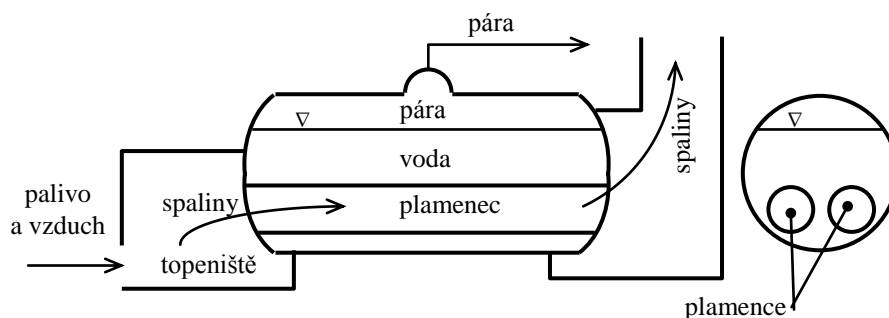 pára
pára
voda
spaliny
palivo
a vzduch
spaliny
plamenec
topeniště
plamence